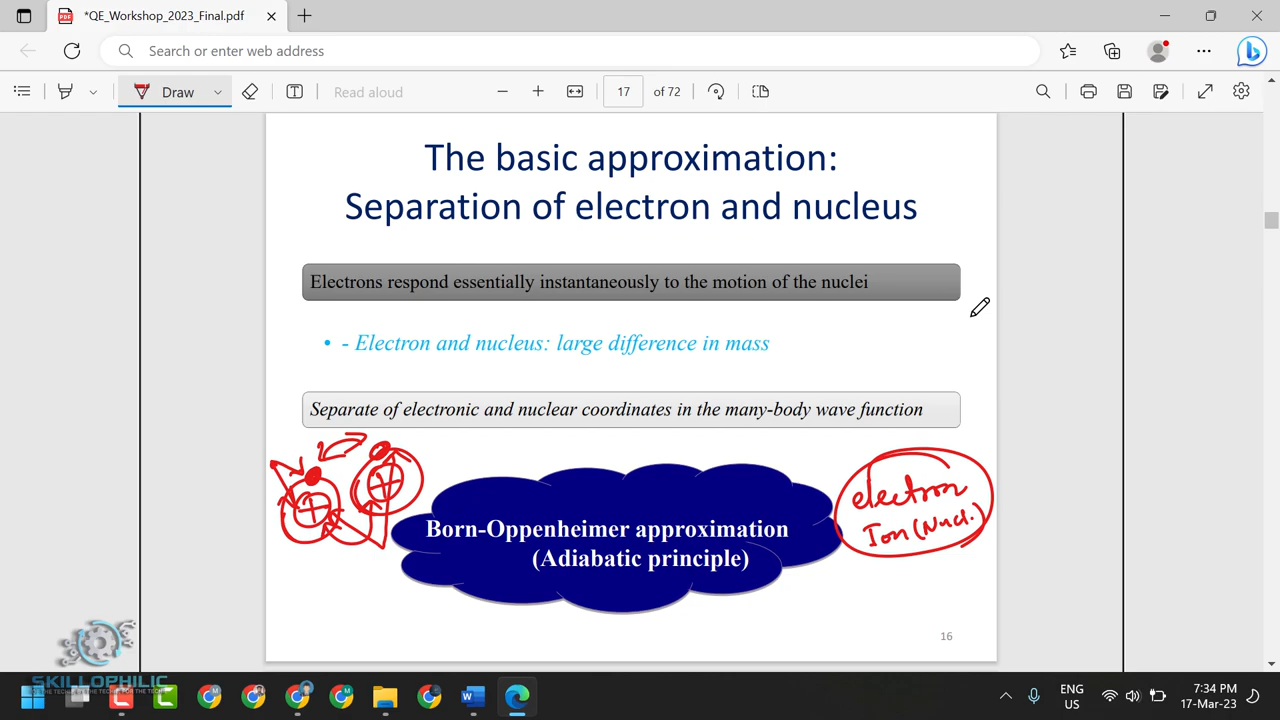 *QE_Workshop_2023_Final.pdf
Search or enter web address
Draw
Read aloud
17 of 72
The basic approximation:
Separation of electron and nucleus
Electrons respond essentially instantaneously to the motion of the nuclei
• - Electron and nucleus: large difference in mass
Separate of electronic and nuclear coordinates in the many-body wave function
electron
Ion (Nucl.)
Born-Oppenheimer approximation
(Adiabatic principle)
16
SKILLOPHILIC
ENG
US
7:34 PM
17-Mar-23